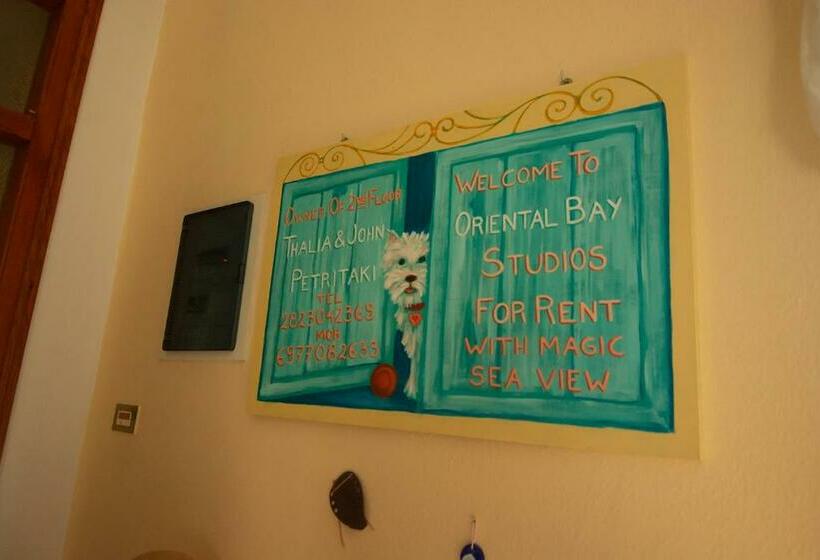 OWNER OF 2nd FLOOR
THALIA & JOHN
PETRITAKI
TEL
2823042365
MOB
6977082633
WELCOME TO
ORIENTAL BAY
STUDIOS
FOR RENT
WITH MAGIC
SEA VIEW